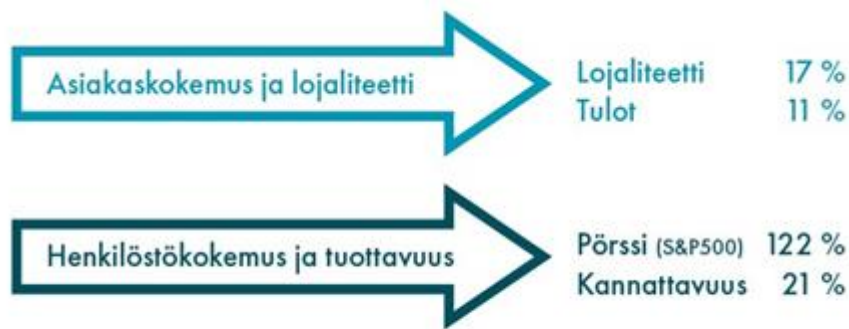 Asiakaskokemus ja lojaliteetti
Lojaliteetti 17 %
Tulot 11 %
Henkilöstökokemus ja tuottavuus
Pörssi (S&P500) 122 %
Kannattavuus 21 %